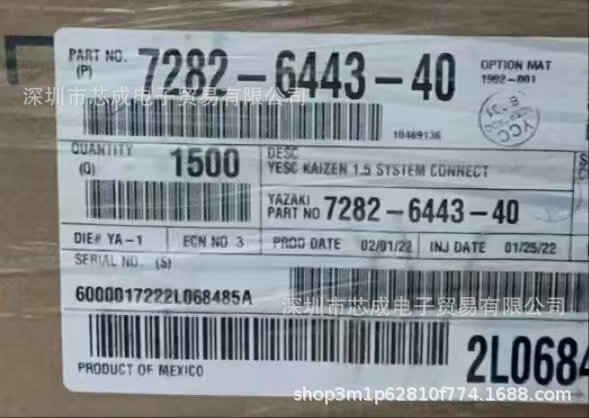 PART NO. 7282-6443-40
(P)
OPTION MAT
1992-001
深圳市芯成电子贸易有限公司
10469136
QUANTITY
(Q)
1500
DESC
YESC KAIZEN 1.5 SYSTEM CONNECT
YAZAKI
PART NO 7282-6443-40
DIE# YA-1 ECN NO 3 PROD DATE 02/01/22 INJ DATE 01/25/22
SERIAL NO. (S)
6000017222L068485A
深圳市芯成电子贸易有限公司
PRODUCT OF MEXICO
2L0684
shop3m1p62810f774.1688.com